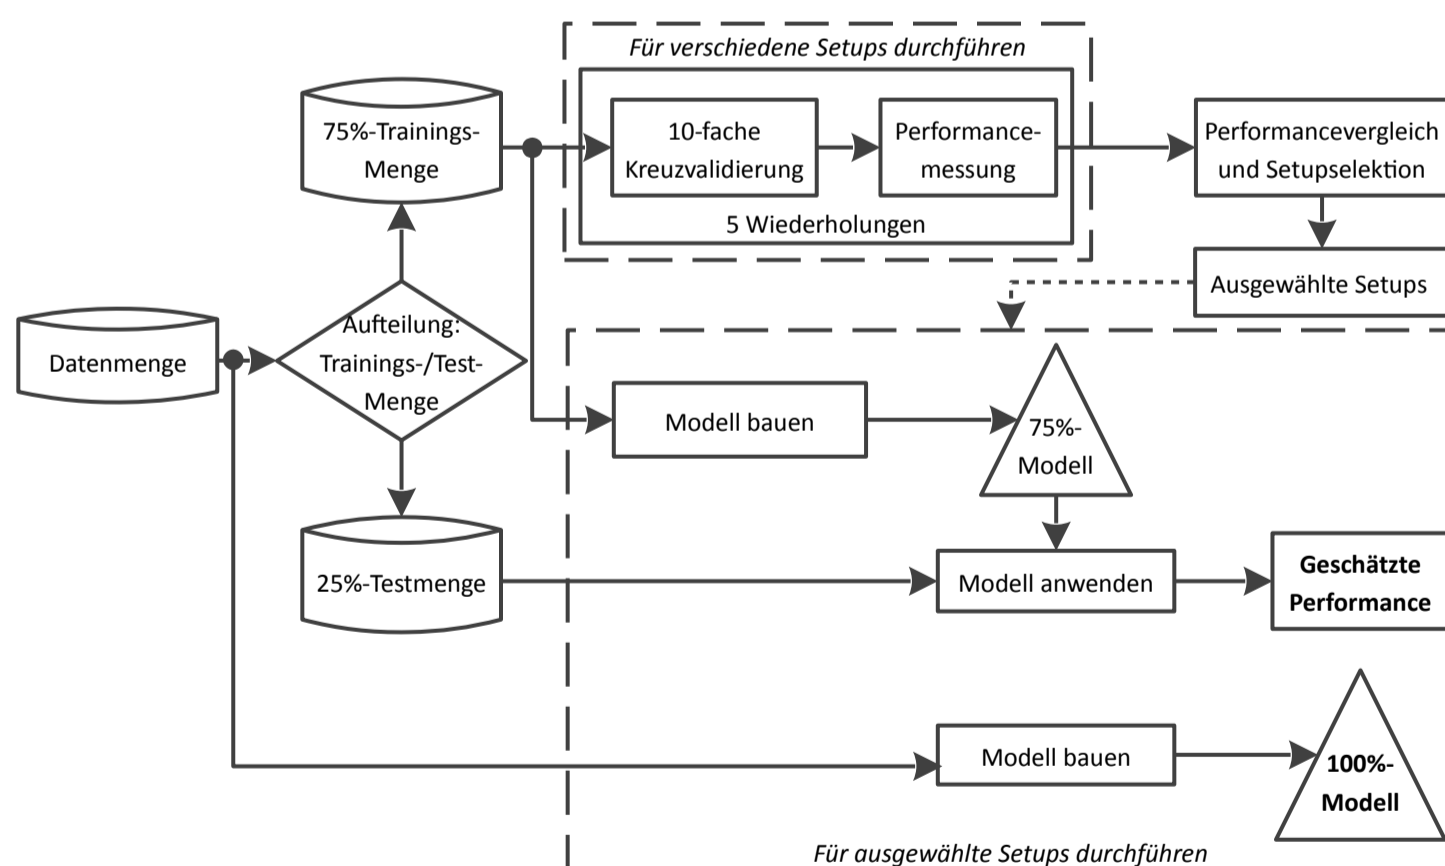 Für verschiedene Setups durchführen
75%-Trainings-
Menge
10-fache
Kreuzvalidierung
Performance-
messung
Performancevergleich
und Setupselektion
5 Wiederholungen
Ausgewählte Setups
Aufteilung:
Trainings-/Test-
Menge
Datenmenge
Modell bauen
75%-
Modell
25%-Testmenge
Modell anwenden
Geschätzte
Performance
Modell bauen
100%-
Modell
Für ausgewählte Setups durchführen